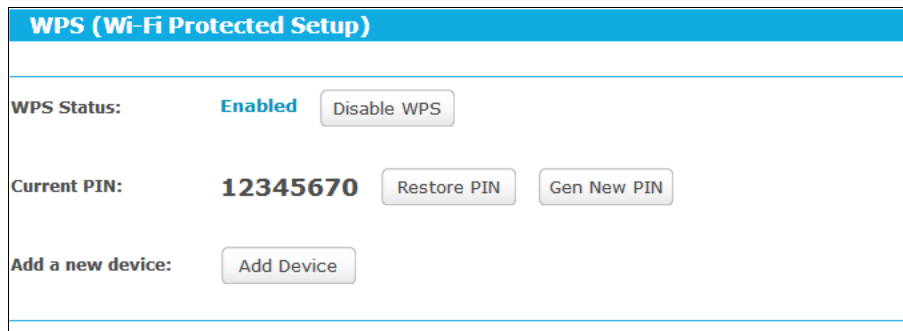 WPS (Wi-Fi Protected Setup)
WPS Status: Enabled Disable WPS
Current PIN: 12345670 Restore PIN Gen New PIN
Add a new device: Add Device